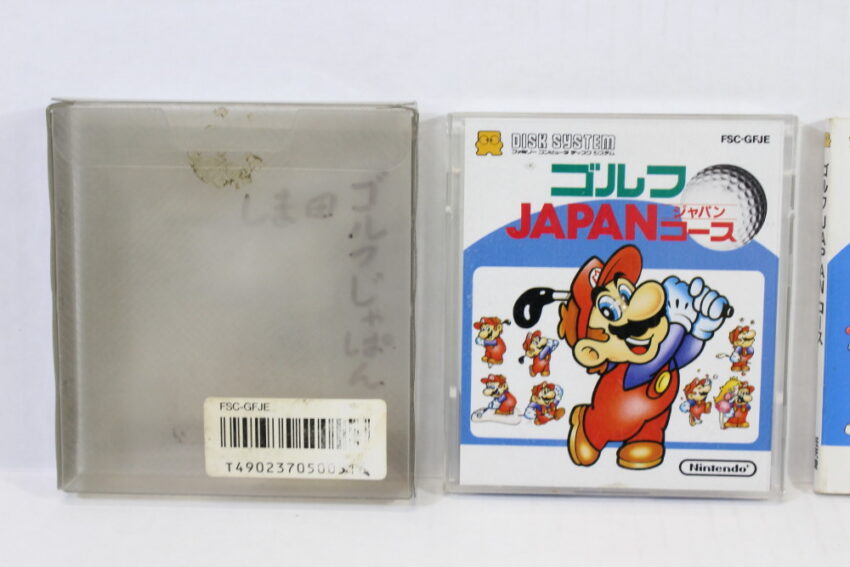 ゴルフじゃぱん
しま田
FSC-GFJE
T4902370500
DISK SYSTEM
ファミリー コンピュータ ディスク システム
FSC-GFJE
ゴルフ
JAPAN
ジャパン
コース
Nintendo